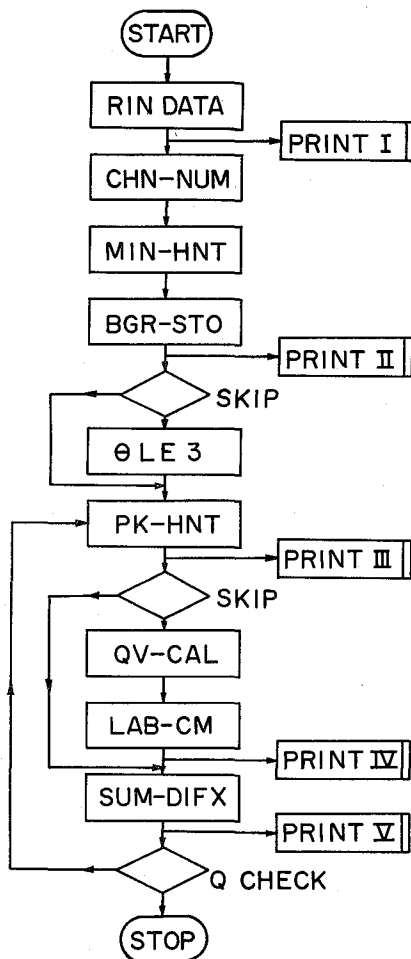 START
RIN DATA
PRINT I
CHN-NUM
MIN-HNT
BGR-STO
PRINT II
SKIP
θ LE 3
PK-HNT
PRINT III
SKIP
QV-CAL
LAB-CM
PRINT IV
SUM-DIFX
PRINT V
Q CHECK
STOP